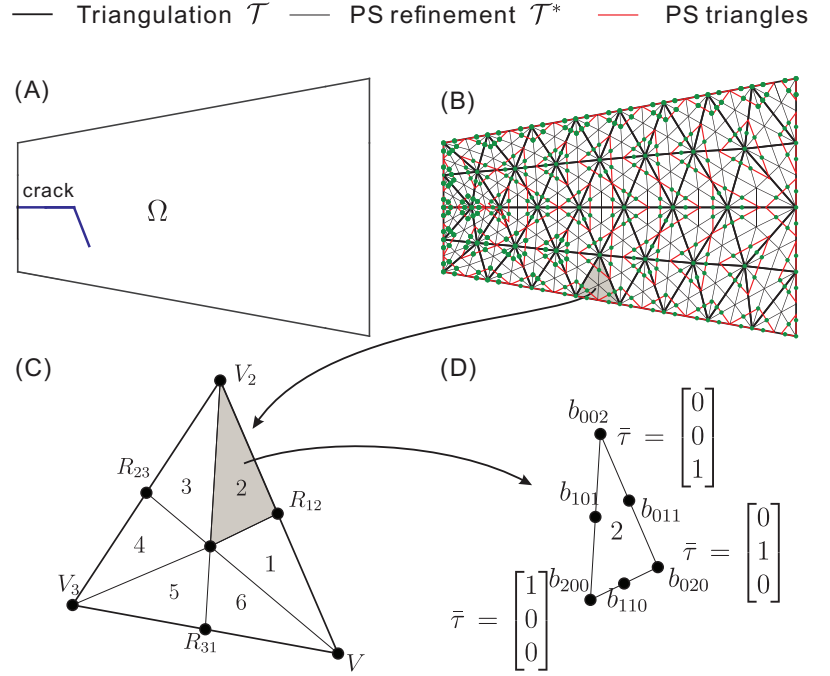 Triangulation 𝒯 PS refinement 𝒯* PS triangles
(A)
crack
Ω
(B)
(C)
V₂
R₂₃
3
2
R₁₂
4
1
V₃
5
6
R₃₁
V
(D)
b₀₀₂
τ̄ = [0 0 1]
b₁₀₁
b₀₁₁
2
τ̄ = [0 1 0]
b₀₂₀
b₂₀₀
b₁₁₀
τ̄ = [1 0 0]